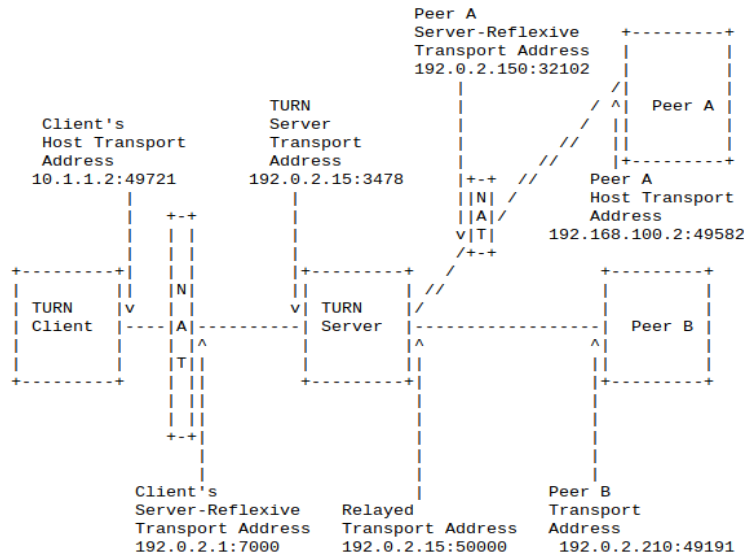 Peer A
Server-Reflexive
Transport Address
192.0.2.150:32102
TURN
Server
Transport
Address
192.0.2.15:3478
Client's
Host Transport
Address
10.1.1.2:49721
Peer A
Peer A
Host Transport
Address
192.168.100.2:49582
N
A
T
TURN
Client
N
A
T
TURN
Server
Peer B
Client's
Server-Reflexive
Transport Address
192.0.2.1:7000
Relayed
Transport Address
192.0.2.15:50000
Peer B
Transport
Address
192.0.2.210:49191